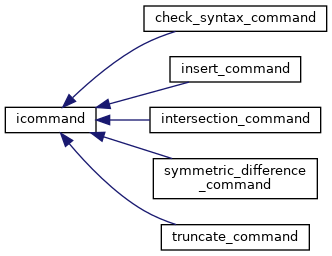 check_syntax_command
insert_command
icommand
intersection_command
symmetric_difference
_command
truncate_command